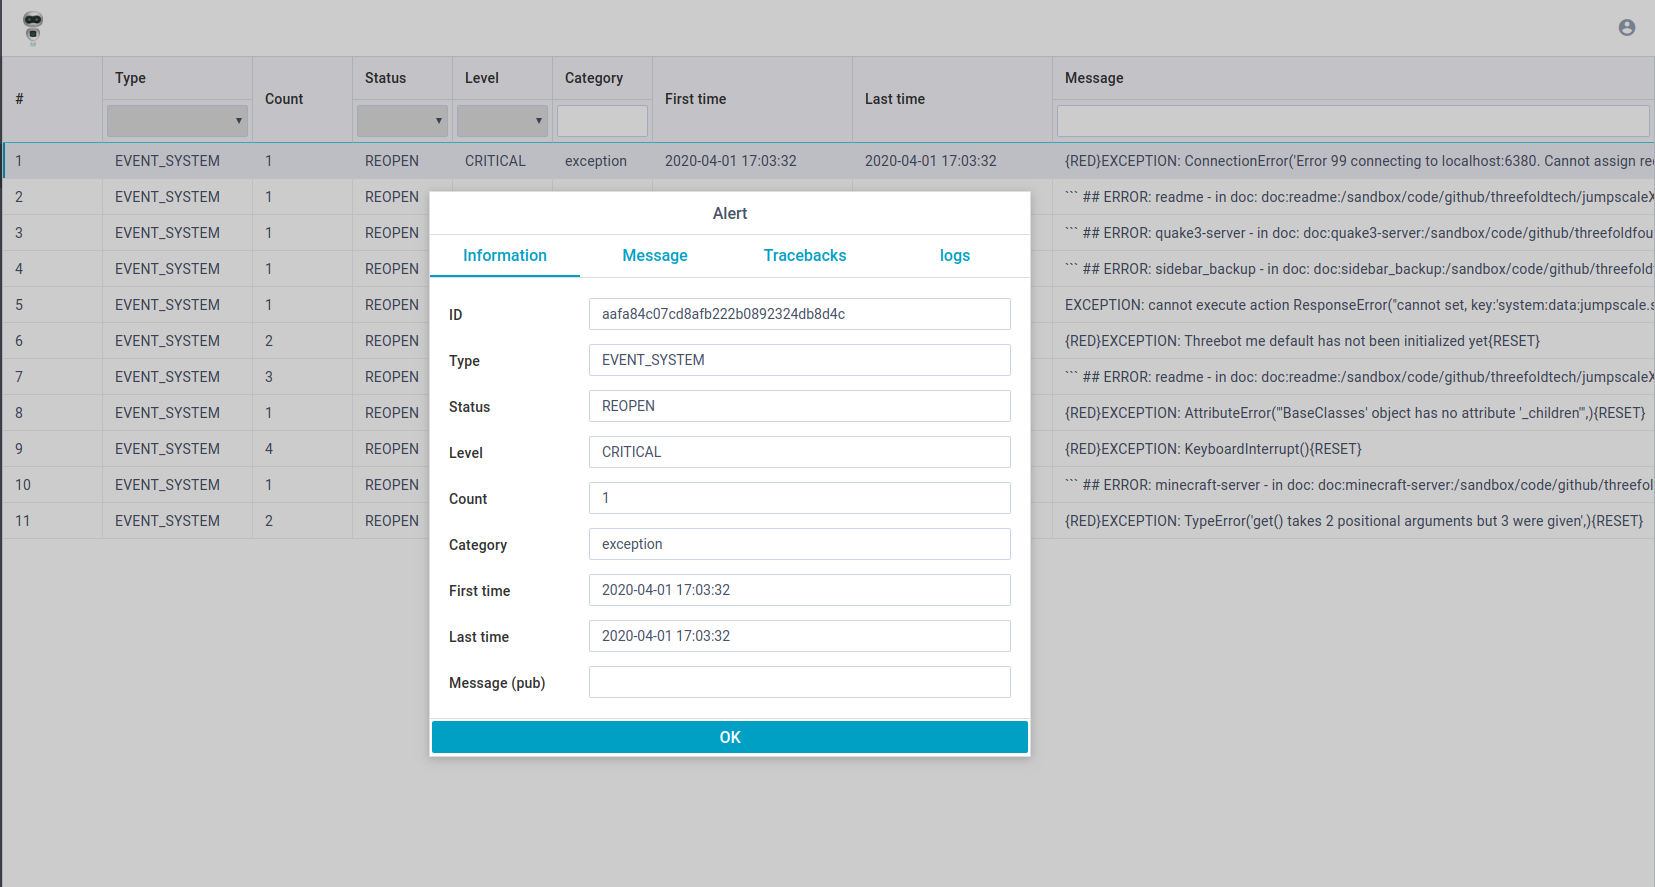 # Type Count Status Level Category First time Last time Message
1 EVENT_SYSTEM 1 REOPEN CRITICAL exception 2020-04-01 17:03:32 2020-04-01 17:03:32 {RED}EXCEPTION: ConnectionError('Error 99 connecting to localhost:6380. Cannot assign re
2 EVENT_SYSTEM 1 REOPEN ``` ## ERROR: readme - in doc: doc:readme:/sandbox/code/github/threefoldtech/jumpscaleX
3 EVENT_SYSTEM 1 REOPEN ``` ## ERROR: quake3-server - in doc: doc:quake3-server:/sandbox/code/github/threefoldfou
4 EVENT_SYSTEM 1 REOPEN ``` ## ERROR: sidebar_backup - in doc: doc:sidebar_backup:/sandbox/code/github/threefold
5 EVENT_SYSTEM 1 REOPEN EXCEPTION: cannot execute action ResponseError("cannot set, key:'system:data:jumpscale.s
6 EVENT_SYSTEM 2 REOPEN {RED}EXCEPTION: Threebot me default has not been initialized yet{RESET}
7 EVENT_SYSTEM 3 REOPEN ``` ## ERROR: readme - in doc: doc:readme:/sandbox/code/github/threefoldtech/jumpscaleX
8 EVENT_SYSTEM 1 REOPEN {RED}EXCEPTION: AttributeError("'BaseClasses' object has no attribute '_children'",){RESET}
9 EVENT_SYSTEM 4 REOPEN {RED}EXCEPTION: KeyboardInterrupt(){RESET}
10 EVENT_SYSTEM 1 REOPEN ``` ## ERROR: minecraft-server - in doc: doc:minecraft-server:/sandbox/code/github/threefol
11 EVENT_SYSTEM 2 REOPEN {RED}EXCEPTION: TypeError('get() takes 2 positional arguments but 3 were given',){RESET}
Alert
Information Message Tracebacks logs
ID aafa84c07cd8afb222b0892324db8d4c
Type EVENT_SYSTEM
Status REOPEN
Level CRITICAL
Count 1
Category exception
First time 2020-04-01 17:03:32
Last time 2020-04-01 17:03:32
Message (pub)
OK